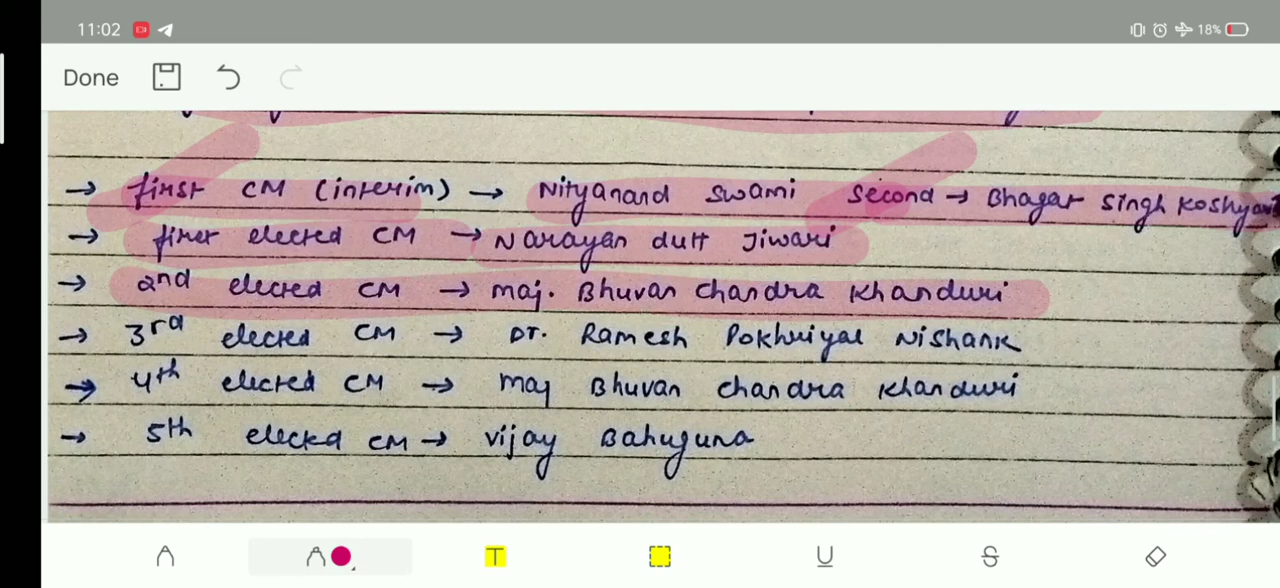 11:02 18%
Done
→ first CM (interim) → Nityanand Swami Second → Bhagat Singh Koshyari
→ first elected CM → Narayan dutt Jiwari
→ 2nd elected CM → maj. Bhuvan chandra Khanduri
→ 3rd elected CM → DT. Ramesh Pokhriyal Nishank
→ 4th elected CM → maj Bhuvan chandra Khanduri
→ 5th elected CM → vijay Bahuguna
T U S